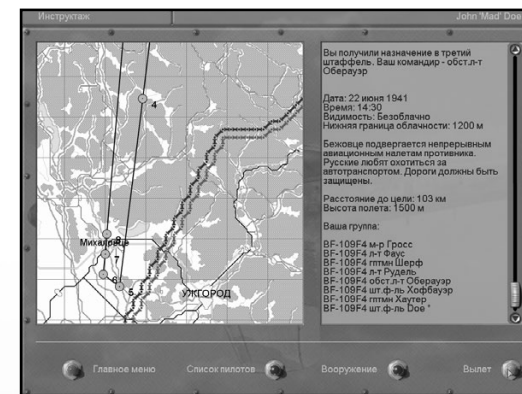 Инструктаж
John 'Mad' Doe
Вы получили назначение в третий
штаффель. Ваш командир - обст.л-т
Оберауэр
Дата: 22 июня 1941
Время: 14:30
Видимость: Безоблачно
Нижняя граница облачности: 1200 м
Бежовце подвергается непрерывным
авиационным налетам противника.
Русские любят охотиться за
автотранспортом. Дороги должны быть
защищены.
Расстояние до цели: 103 км
Высота полета: 1500 м
Ваша группа:
BF-109F4 м-р Гросс
BF-109F4 л-т Фаус
BF-109F4 гптмн Шерф
BF-109F4 л-т Рудель
BF-109F4 обст.л-т Оберауэр
BF-109F4 шт.ф-ль Хофбауэр
BF-109F4 гптмн Хаутер
BF-109F4 шт.ф-ль Doe *
4
8
7
6
5
УЖГОРОД
Главное меню
Список пилотов
Вооружение
Вылет